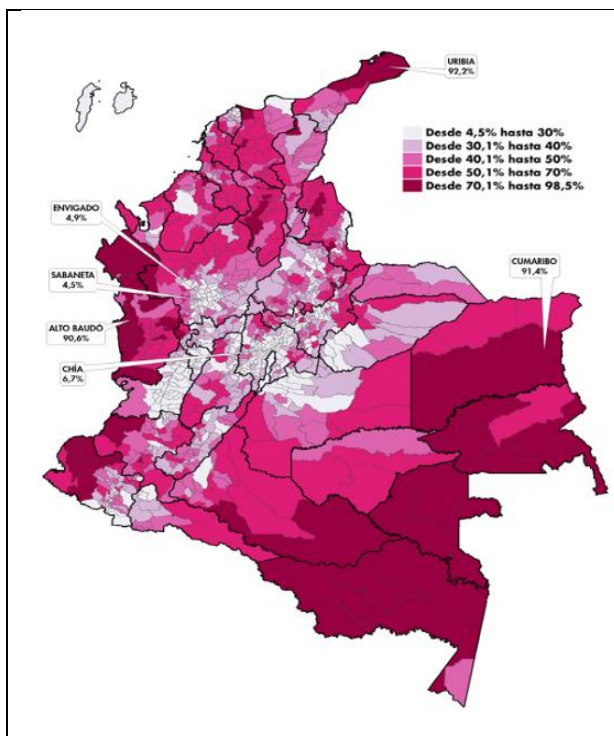 URIBIA
92,2%
Desde 4,5% hasta 30%
Desde 30,1% hasta 40%
Desde 40,1% hasta 50%
Desde 50,1% hasta 70%
Desde 70,1% hasta 98,5%
ENVIGADO
4,9%
SABANETA
4,5%
CUMARIBO
91,4%
ALTO BAUDÓ
90,6%
CHÍA
6,7%